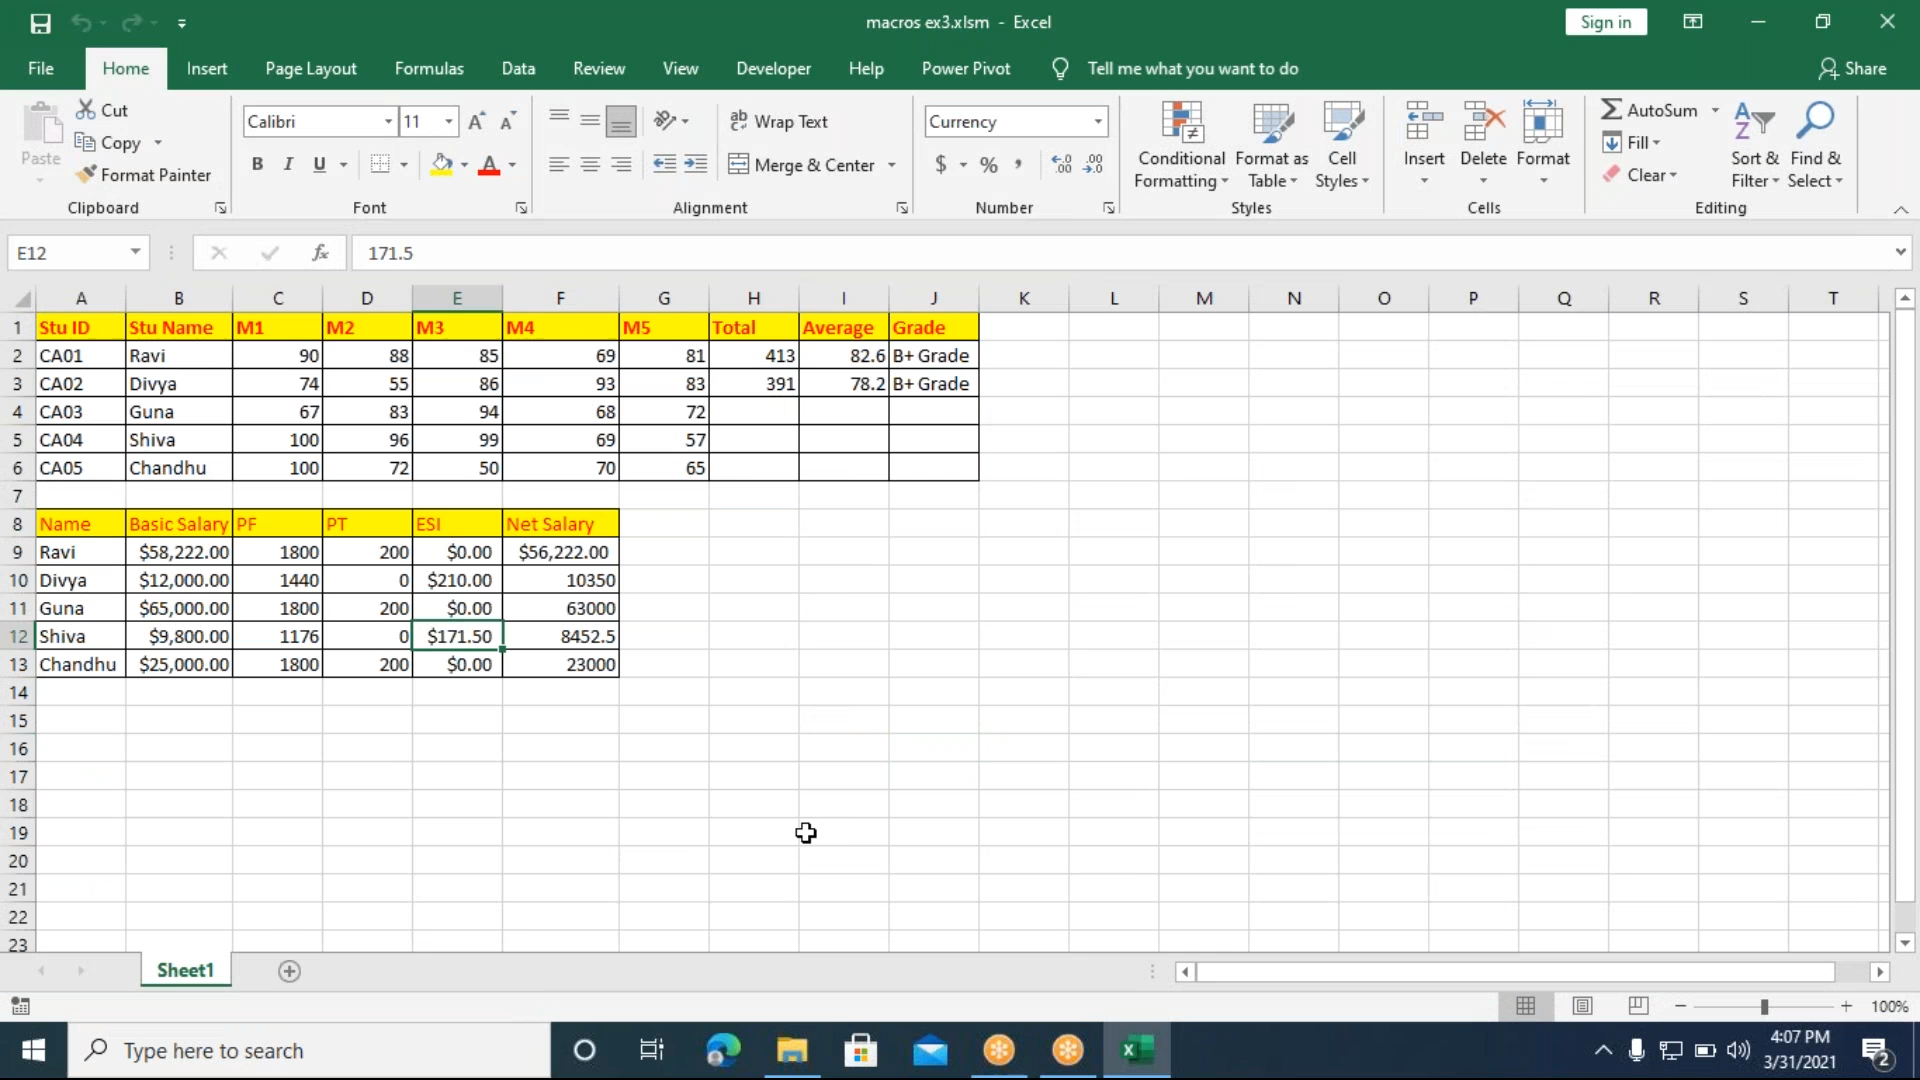 macros ex3.xlsm - Excel
Sign in
File Home Insert Page Layout Formulas Data Review View Developer Help Power Pivot Tell me what you want to do Share
Paste
Cut
Copy
Format Painter
Clipboard
Calibri 11
B I U
Font
Wrap Text
Merge & Center
Alignment
Currency
$ % ,
Number
Conditional Formatting
Format as Table
Cell Styles
Styles
Insert Delete Format
Cells
AutoSum
Fill
Clear
Sort & Filter
Find & Select
Editing
E12 fx 171.5
A B C D E F G H I J K L M N O P Q R S T
1 Stu ID Stu Name M1 M2 M3 M4 M5 Total Average Grade
2 CA01 Ravi 90 88 85 69 81 413 82.6 B+ Grade
3 CA02 Divya 74 55 86 93 83 391 78.2 B+ Grade
4 CA03 Guna 67 83 94 68 72
5 CA04 Shiva 100 96 99 69 57
6 CA05 Chandhu 100 72 50 70 65
7
8 Name Basic Salary PF PT ESI Net Salary
9 Ravi $58,222.00 1800 200 $0.00 $56,222.00
10 Divya $12,000.00 1440 0 $210.00 10350
11 Guna $65,000.00 1800 200 $0.00 63000
12 Shiva $9,800.00 1176 0 $171.50 8452.5
13 Chandhu $25,000.00 1800 200 $0.00 23000
14
15
16
17
18
19
20
21
22
23
Sheet1
100%
Type here to search
4:07 PM
3/31/2021
2